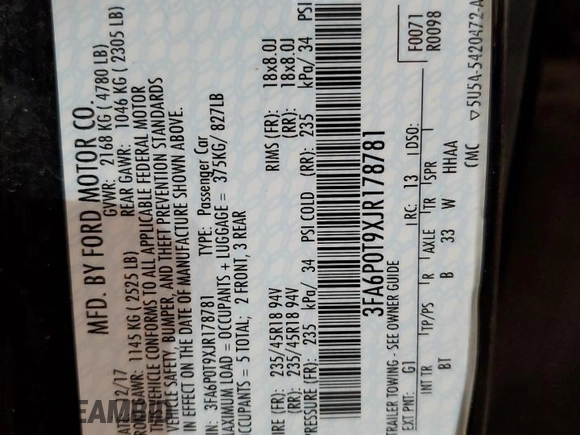 MFD. BY FORD MOTOR CO.
GVWR: 2168 KG ( 4780 LB)
12/17
1145 KG ( 2525 LB) REAR GAWR: 1046 KG ( 2305 LB)
VEHICLE CONFORMS TO ALL APPLICABLE FEDERAL MOTOR
VEHICLE SAFETY, BUMPER, AND THEFT PREVENTION STANDARDS
IN EFFECT ON THE DATE OF MANUFACTURE SHOWN ABOVE.
3FA6P0T9XJR178781 TYPE: Passenger Car
MAXIMUM LOAD = OCCUPANTS + LUGGAGE = 375KG/ 827LB
OCCUPANTS = 5 TOTAL; 2 FRONT, 3 REAR
(FR): 235/45R18 94V RIMS (FR): 18x8.0J
(RR): 235/45R18 94V (RR): 18x8.0J
PRESSURE (FR): 235 kPa/ 34 PSI COLD (RR): 235 kPa/ 34 PSI
3FA6P0T9XJR178781
TRAILER TOWING - SEE OWNER GUIDE
F0071
R0098
EXT PNT: G1 RC: 13 DSO:
INT TR TP/PS R AXLE TR SPR
BT B 33 W HHAA
CMC ▽5U5A-5420472-A